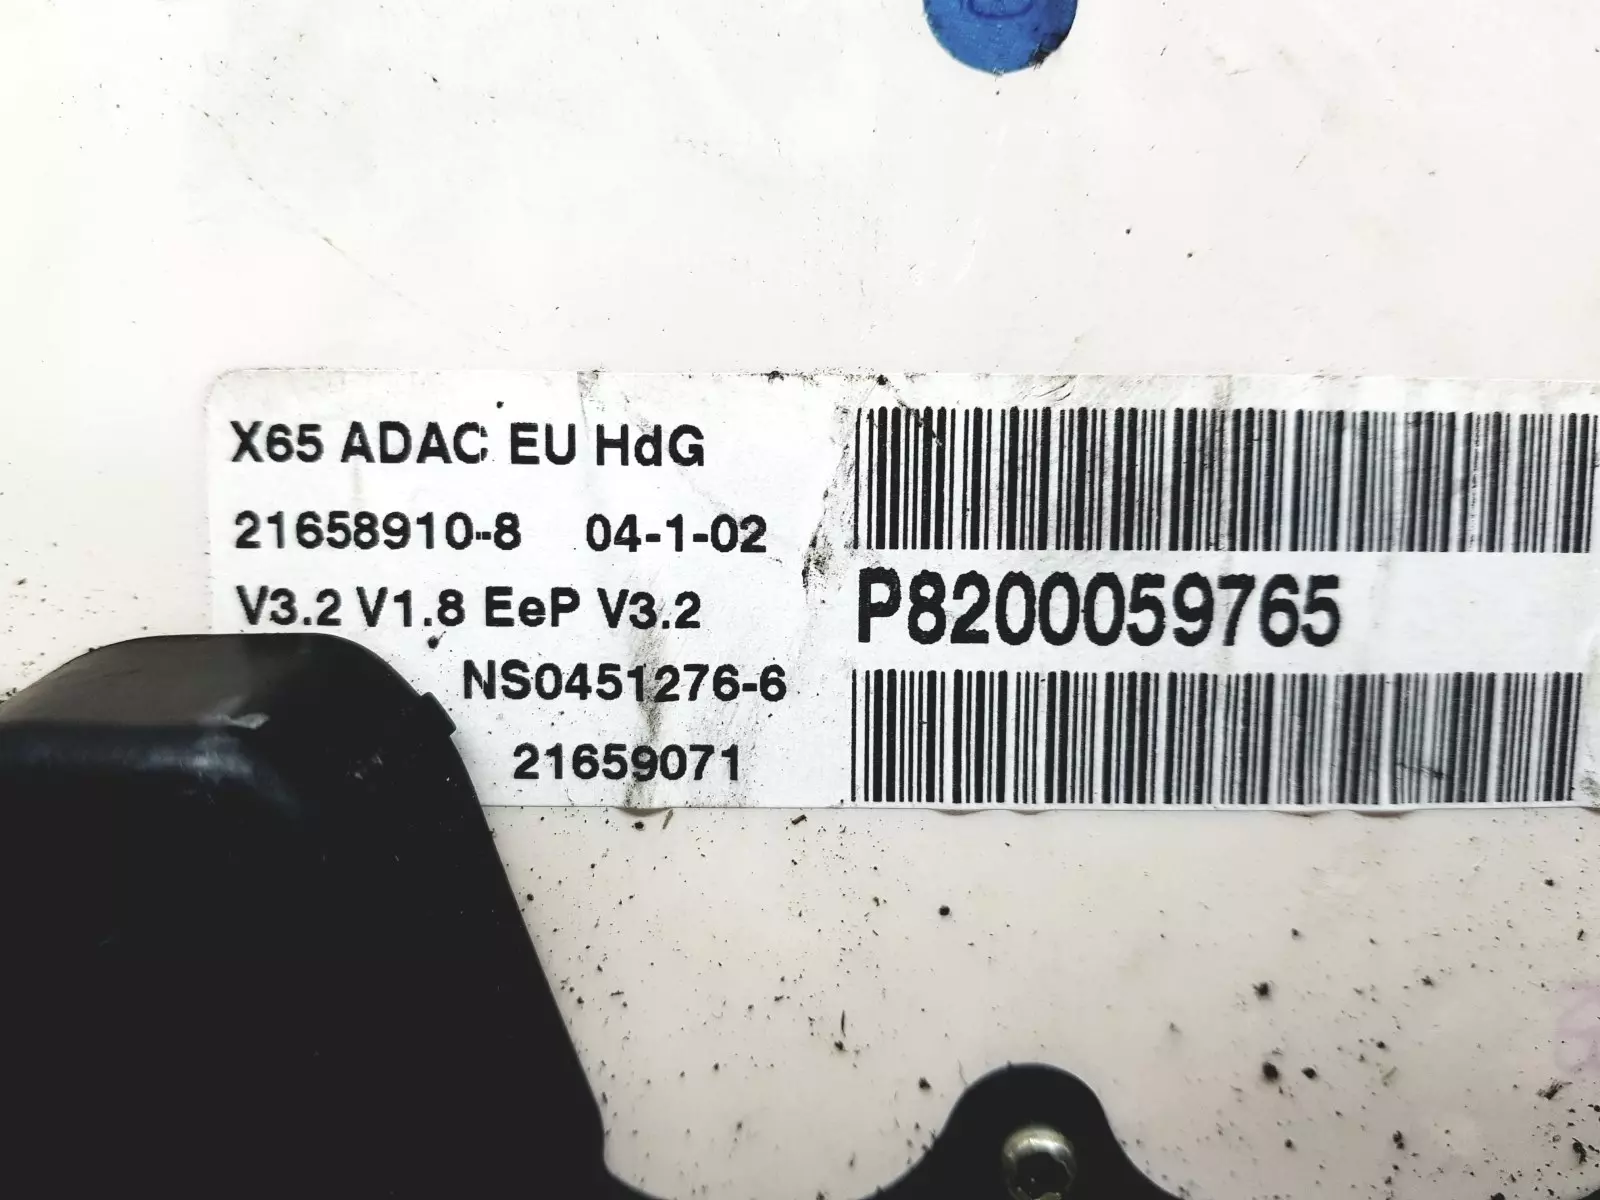 X65 ADAC EU HdG
21658910-8 04-1-02
V3.2 V1.8 EeP V3.2
NS0451276-6
21659071
P8200059765